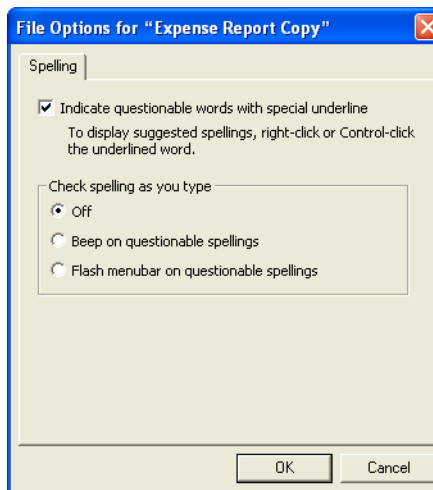 File Options for “Expense Report Copy”
Spelling
Indicate questionable words with special underline
To display suggested spellings, right-click or Control-click
the underlined word.
Check spelling as you type
Off
Beep on questionable spellings
Flash menubar on questionable spellings
OK
Cancel